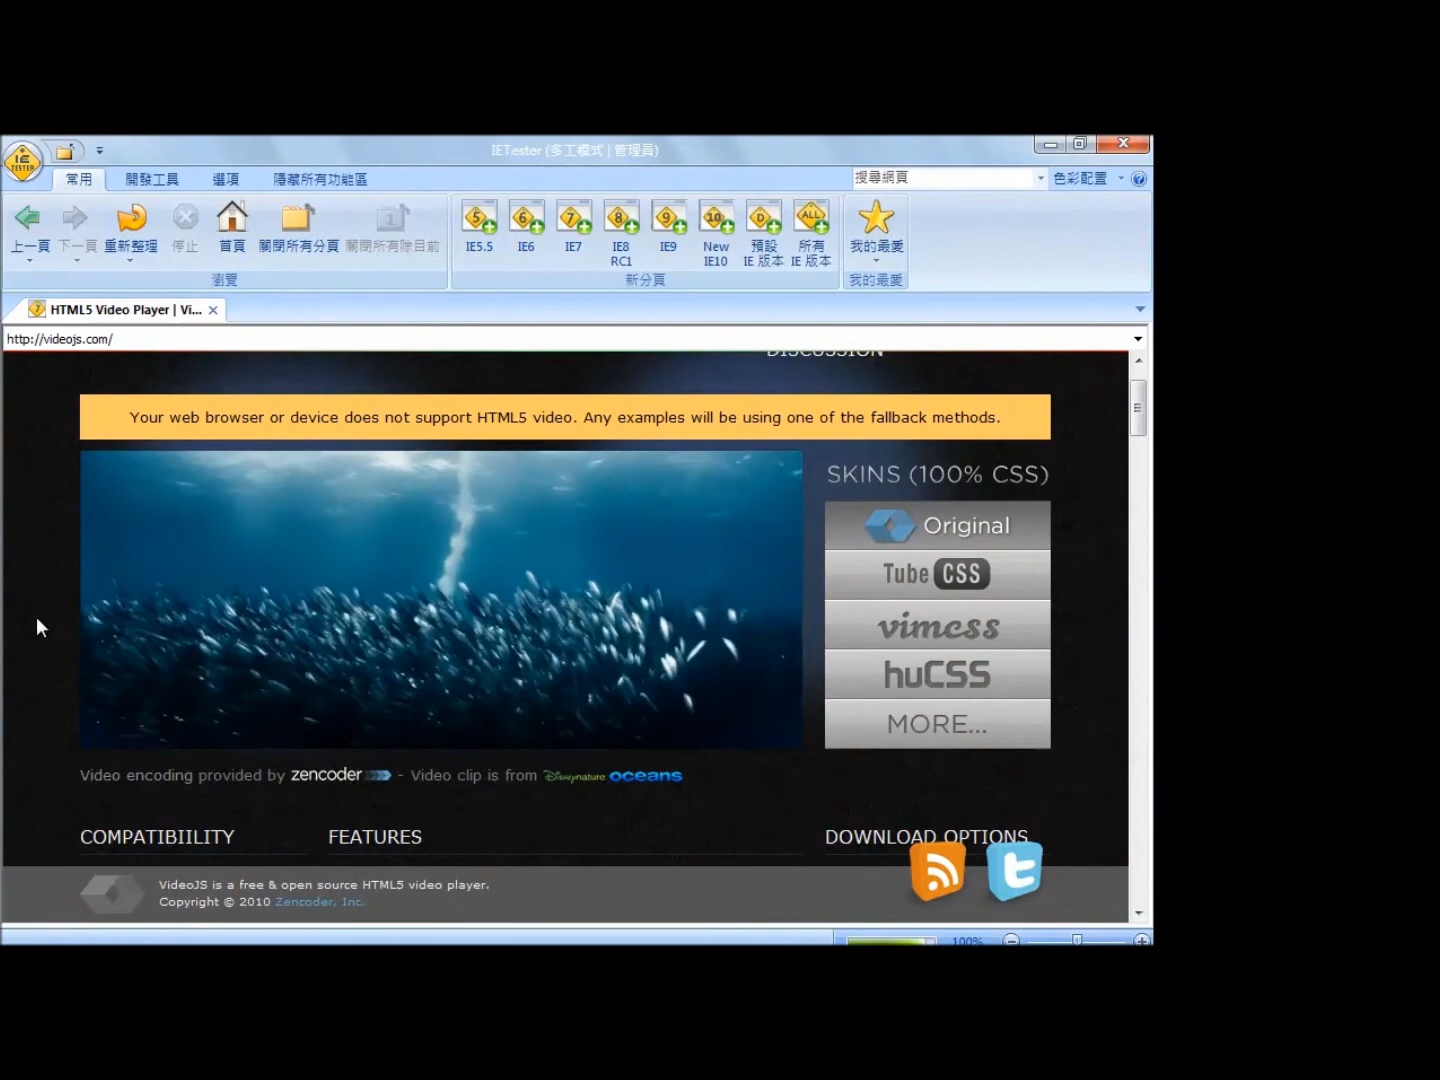 IETester (多工模式 | 管理員)
常用 開發工具 選項 隱藏所有功能區 搜尋網頁 色彩配置
上一頁 下一頁 重新整理 停止 首頁 關閉所有分頁 關閉所有除目前
IE5.5 IE6 IE7 IE8 RC1 IE9 New IE10 預設 IE 版本 所有 IE 版本 我的最愛
瀏覽 新分頁 我的最愛
HTML5 Video Player | Vi...
http://videojs.com/
DISCUSSION
Your web browser or device does not support HTML5 video. Any examples will be using one of the fallback methods.
SKINS (100% CSS)
Original
Tube CSS
vimcss
huCSS
MORE...
Video encoding provided by zencoder - Video clip is from Disneynature oceans
COMPATIBIILITY FEATURES DOWNLOAD OPTIONS
VideoJS is a free & open source HTML5 video player.
Copyright © 2010 Zencoder, Inc.
100%